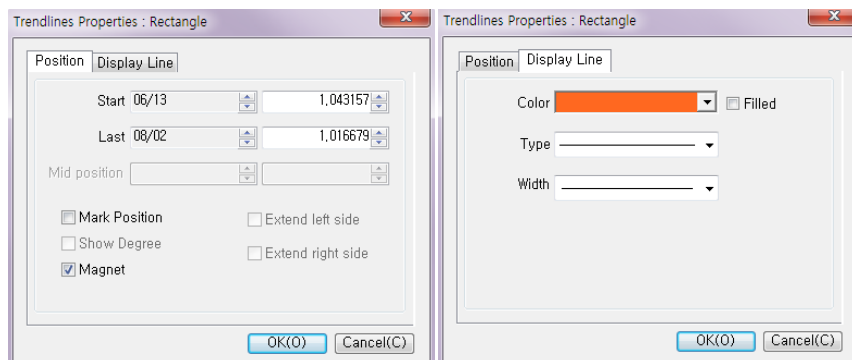 Trendlines Properties : Rectangle
Position Display Line
Start 06/13 1,043157
Last 08/02 1,016679
Mid position
Mark Position Extend left side
Show Degree
Extend right side
Magnet
OK(O) Cancel(C)
Trendlines Properties : Rectangle
Position Display Line
Color Filled
Type
Width
OK(O) Cancel(C)